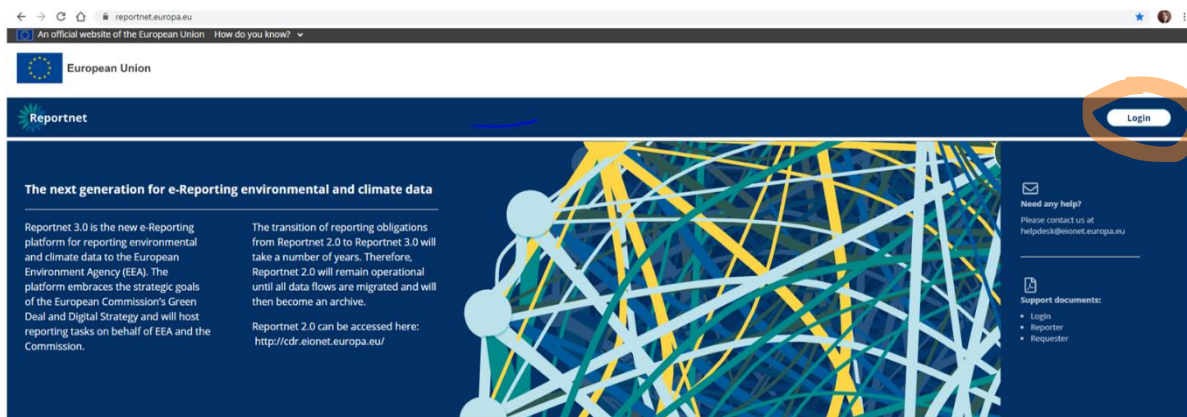 reportnet.europa.eu
An official website of the European Union How do you know?
European Union
Reportnet
Login
The next generation for e-Reporting environmental and climate data
Reportnet 3.0 is the new e-Reporting
platform for reporting environmental
and climate data to the European
Environment Agency (EEA). The
platform embraces the strategic goals
of the European Commission's Green
Deal and Digital Strategy and will host
reporting tasks on behalf of EEA and the
Commission.
The transition of reporting obligations
from Reportnet 2.0 to Reportnet 3.0 will
take a number of years. Therefore,
Reportnet 2.0 will remain operational
until all data flows are migrated and will
then become an archive.
Reportnet 2.0 can be accessed here:
http://cdr.eionet.europa.eu/
Need any help?
Please contact us at
helpdesk@eionet.europa.eu
Support documents:
• Login
• Reporter
• Requester